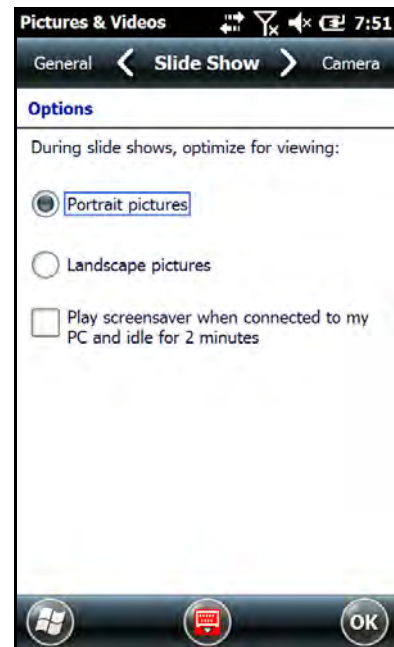 Pictures & Videos 7:51
General Slide Show Camera
Options
During slide shows, optimize for viewing:
Portrait pictures
Landscape pictures
Play screensaver when connected to my
PC and idle for 2 minutes
OK